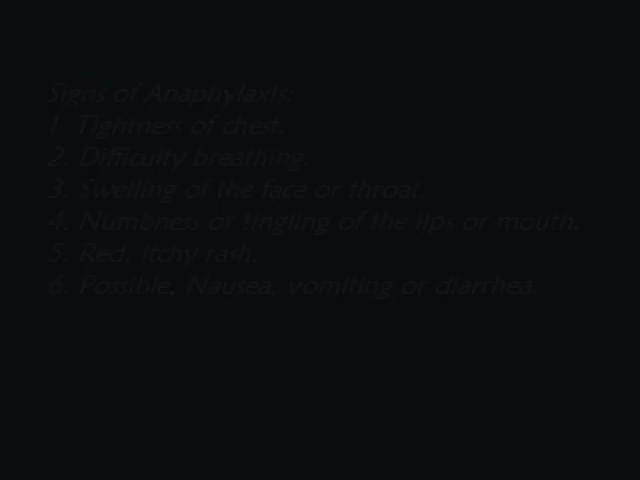 Signs of Anaphylaxis:
1. Tightness of chest.
2. Difficulty breathing.
3. Swelling of the face or throat.
4. Numbness or tingling of the lips or mouth.
5. Red, itchy rash.
6. Possible, Nausea, vomiting or diarrhea.